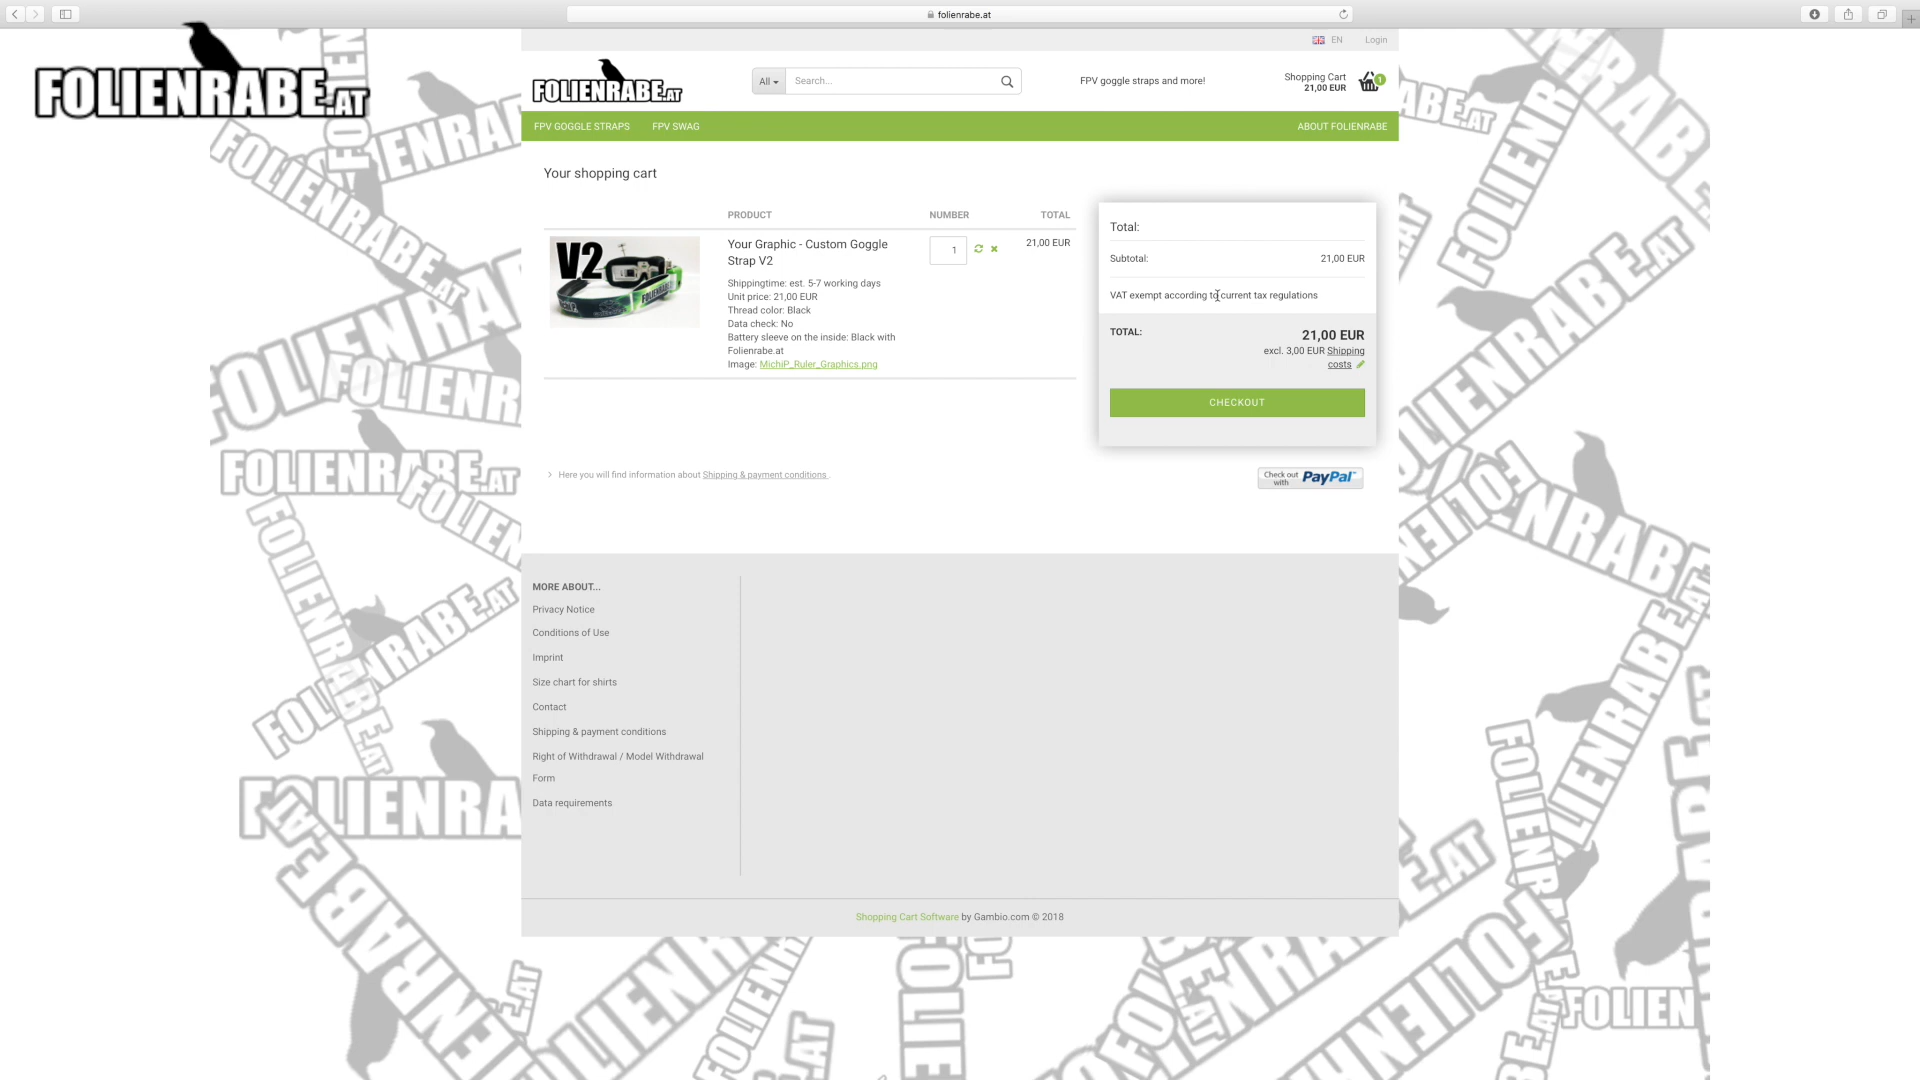 folienrabe.at
EN Login
FOLIENRABE.AT
FOLIENRABE.AT
All
Search...
FPV goggle straps and more!
Shopping Cart
21,00 EUR
1
FPV GOGGLE STRAPS FPV SWAG ABOUT FOLIENRABE
Your shopping cart
PRODUCT NUMBER TOTAL
V2
FOLIENRABE
Your Graphic - Custom Goggle
Strap V2
1
21,00 EUR
Shippingtime: est. 5-7 working days
Unit price: 21,00 EUR
Thread color: Black
Data check: No
Battery sleeve on the inside: Black with
Folienrabe.at
Image: MichiP_Ruler_Graphics.png
Total:
Subtotal: 21,00 EUR
VAT exempt according to current tax regulations
TOTAL: 21,00 EUR
excl. 3,00 EUR Shipping
costs
CHECKOUT
Here you will find information about Shipping & payment conditions .
Check out
with PayPal™
MORE ABOUT...
Privacy Notice
Conditions of Use
Imprint
Size chart for shirts
Contact
Shipping & payment conditions
Right of Withdrawal / Model Withdrawal
Form
Data requirements
Shopping Cart Software by Gambio.com © 2018